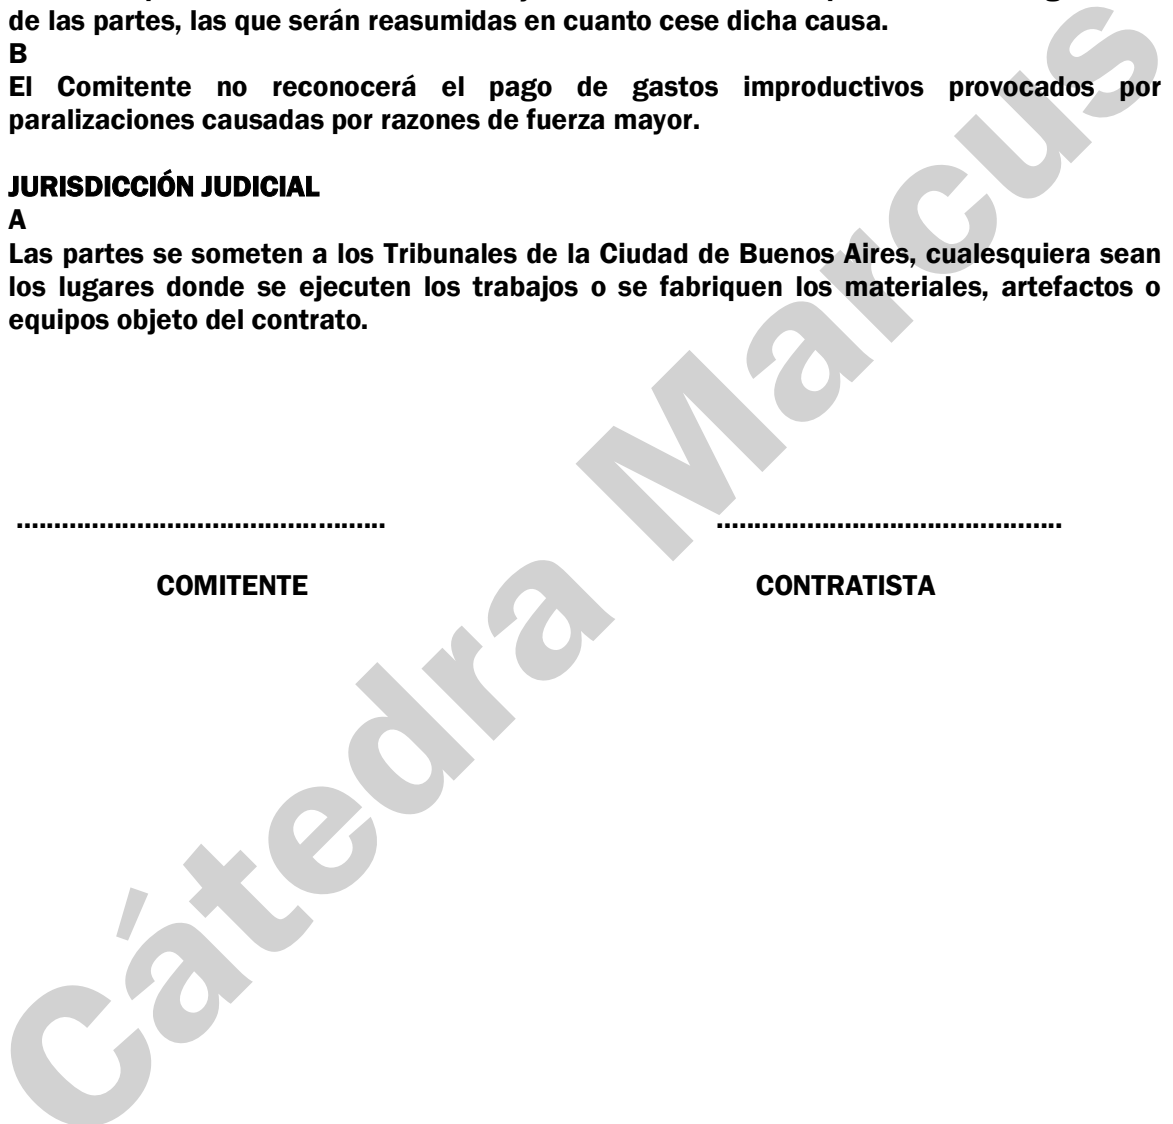 de las partes, las que serán reasumidas en cuanto cese dicha causa.
B
El Comitente no reconocerá el pago de gastos improductivos provocados por
paralizaciones causadas por razones de fuerza mayor.
JURISDICCIÓN JUDICIAL
A
Las partes se someten a los Tribunales de la Ciudad de Buenos Aires, cualesquiera sean
los lugares donde se ejecuten los trabajos o se fabriquen los materiales, artefactos o
equipos objeto del contrato.
................................................. ..............................................
COMITENTE CONTRATISTA
Cátedra Marcus